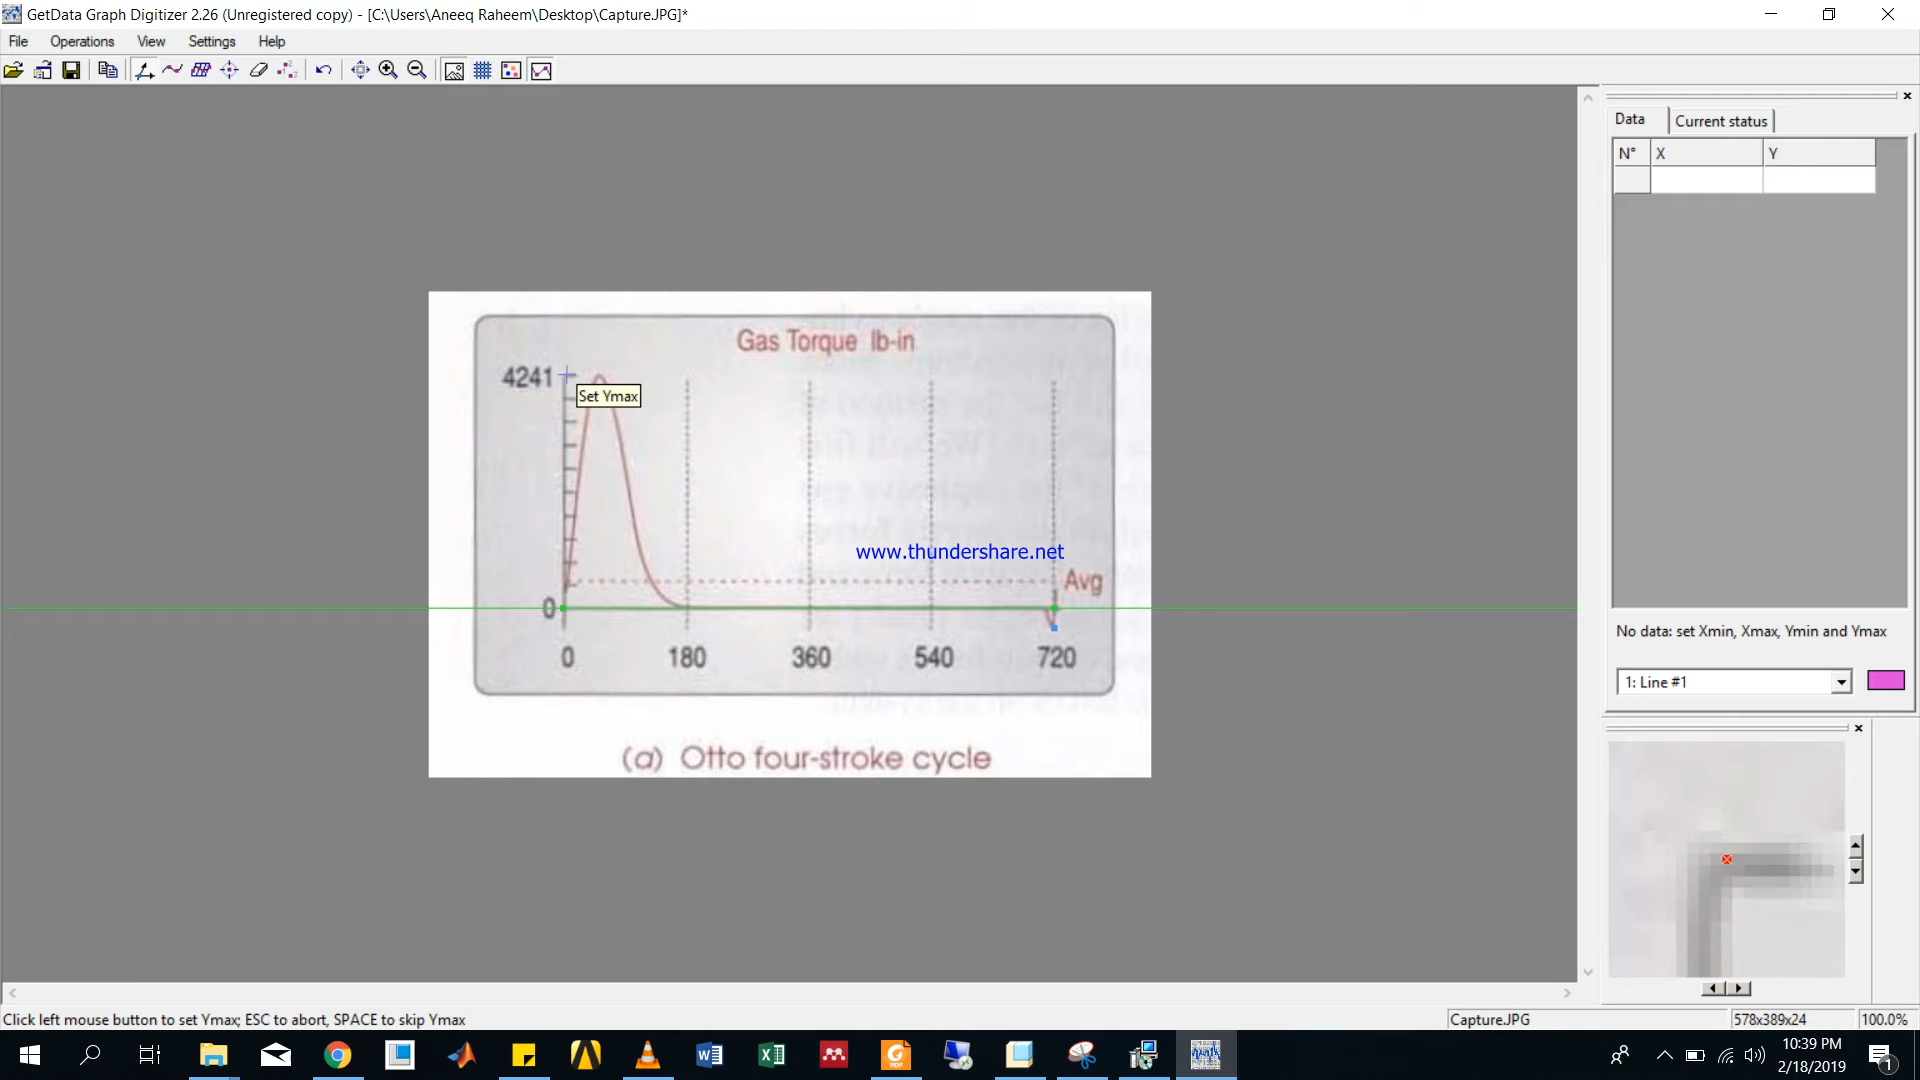 GetData Graph Digitizer 2.26 (Unregistered copy) - [C:\Users\Aneeq Raheem\Desktop\Capture.JPG]*
File Operations View Settings Help
Data Current status
N° X Y
Gas Torque lb-in
4241
Set Ymax
www.thundershare.net
Avg
0
0 180 360 540 720
(a) Otto four-stroke cycle
No data: set Xmin, Xmax, Ymin and Ymax
1: Line #1
Click left mouse button to set Ymax; ESC to abort, SPACE to skip Ymax
Capture.JPG
578x389x24
100.0%
10:39 PM
2/18/2019
1